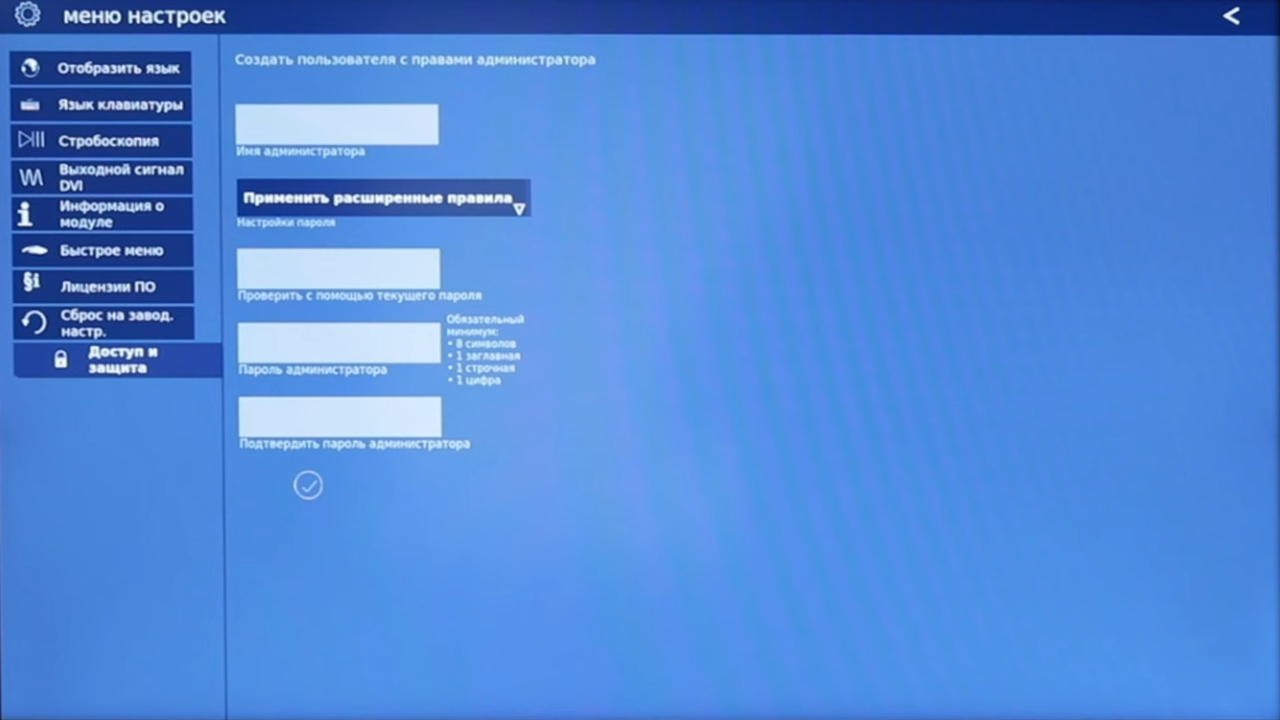 меню настроек
Отобразить язык
Язык клавиатуры
Стробоскопия
Выходной сигнал
DVI
Информация о
модуле
Быстрое меню
Лицензии ПО
Сброс на завод.
настр.
Доступ и
защита
Создать пользователя с правами администратора
Имя администратора
Применить расширенные правила
Настройки пароля
Проверить с помощью текущего пароля
Обязательный
минимум:
• 8 символов
• 1 заглавная
• 1 строчная
• 1 цифра
Пароль администратора
Подтвердить пароль администратора